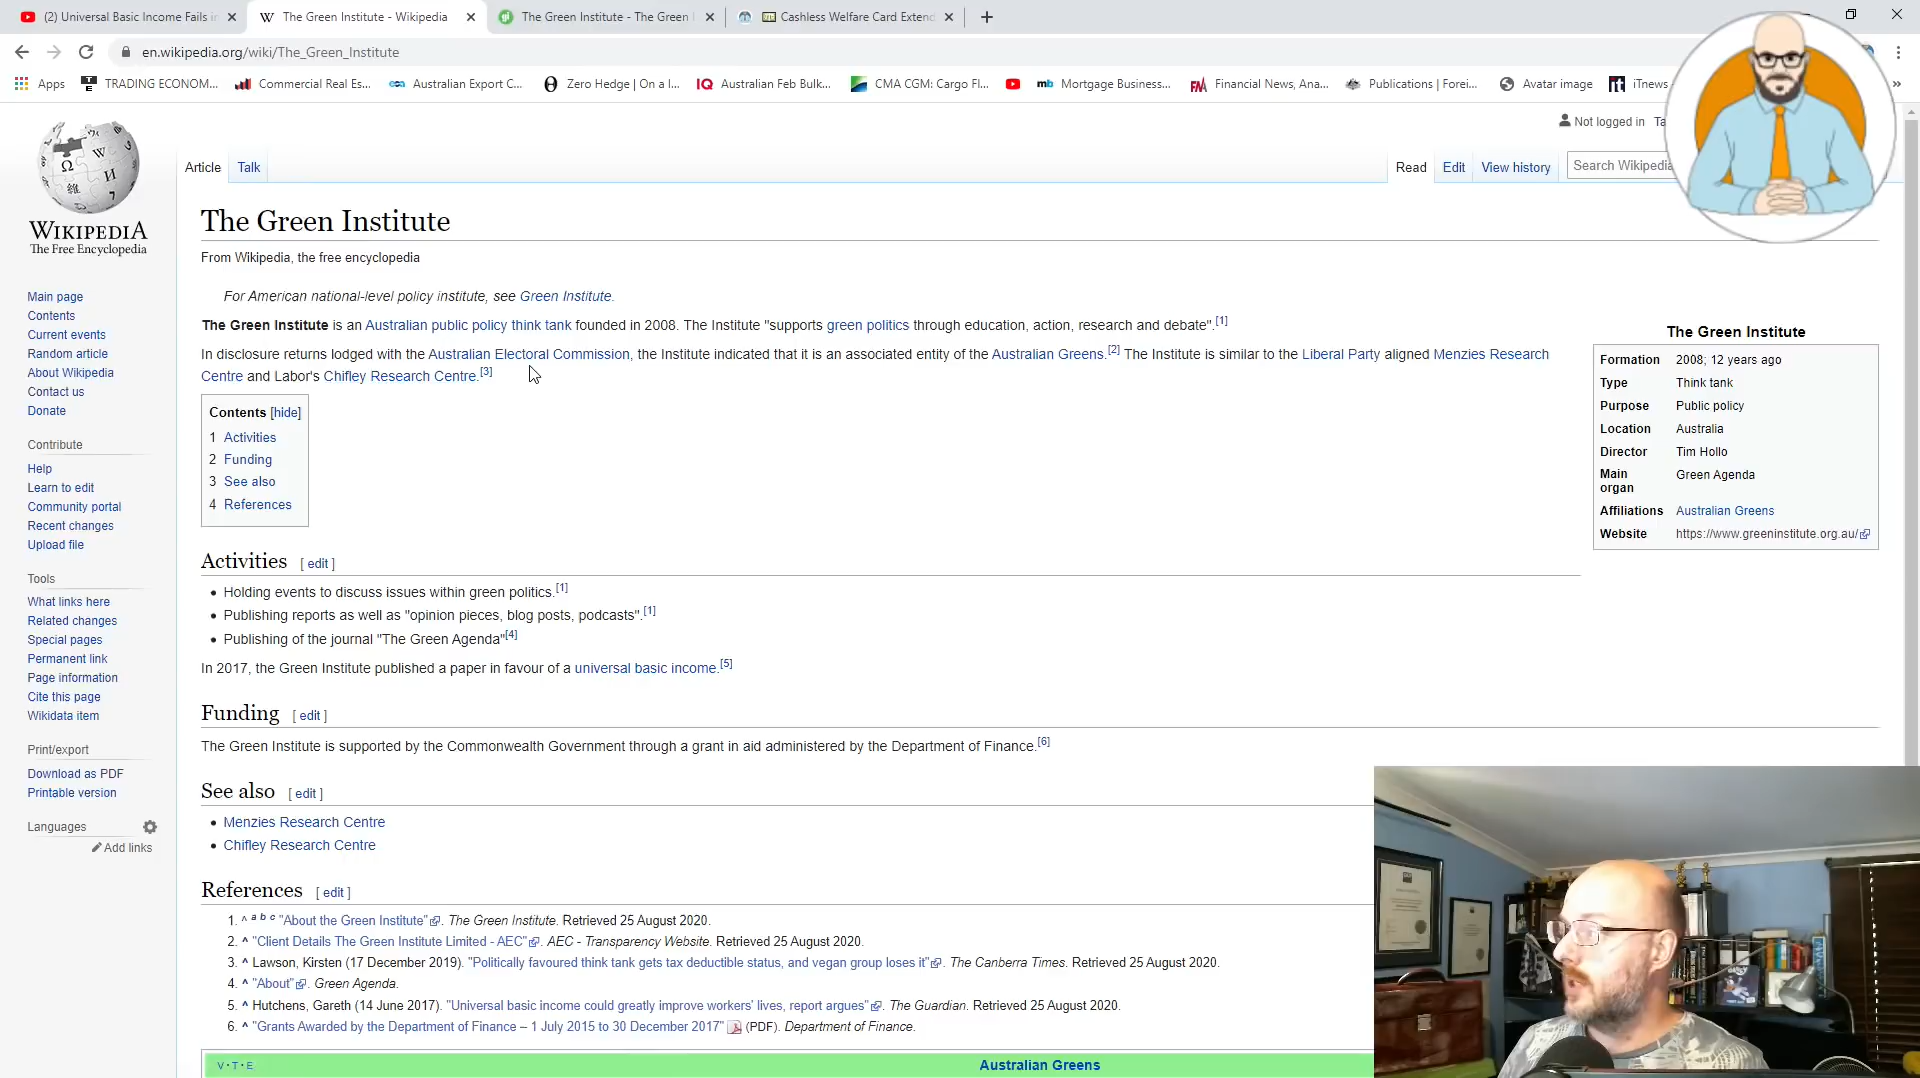 (2) Universal Basic Income Fails i
The Green Institute - Wikipedia
The Green Institute - The Green I
Cashless Welfare Card Extend
en.wikipedia.org/wiki/The_Green_Institute
Apps
TRADING ECONOM...
Commercial Real Es...
Australian Export C...
Zero Hedge | On a l...
IQ
Australian Feb Bulk...
CMA CGM: Cargo Fl...
mb
Mortgage Business...
FM
Financial News, Ana...
Publications | Forei...
Avatar image
iTnews
Not logged in
Ta
Article
Talk
Read
Edit
View history
Search Wikipedia
WIKIPEDIA
The Free Encyclopedia
Main page
Contents
Current events
Random article
About Wikipedia
Contact us
Donate
Contribute
Help
Learn to edit
Community portal
Recent changes
Upload file
Tools
What links here
Related changes
Special pages
Permanent link
Page information
Cite this page
Wikidata item
Print/export
Download as PDF
Printable version
Languages
Add links
The Green Institute
From Wikipedia, the free encyclopedia
For American national-level policy institute, see Green Institute.
The Green Institute is an Australian public policy think tank founded in 2008. The Institute "supports green politics through education, action, research and debate".[1]
In disclosure returns lodged with the Australian Electoral Commission, the Institute indicated that it is an associated entity of the Australian Greens.[2] The Institute is similar to the Liberal Party aligned Menzies Research
Centre and Labor's Chifley Research Centre.[3]
The Green Institute
Formation 2008; 12 years ago
Type Think tank
Purpose Public policy
Location Australia
Director Tim Hollo
Main
organ Green Agenda
Affiliations Australian Greens
Website https://www.greeninstitute.org.au/
Contents [hide]
1 Activities
2 Funding
3 See also
4 References
Activities [ edit ]
• Holding events to discuss issues within green politics.[1]
• Publishing reports as well as "opinion pieces, blog posts, podcasts".[1]
• Publishing of the journal "The Green Agenda"[4]
In 2017, the Green Institute published a paper in favour of a universal basic income.[5]
Funding [ edit ]
The Green Institute is supported by the Commonwealth Government through a grant in aid administered by the Department of Finance.[6]
See also [ edit ]
• Menzies Research Centre
• Chifley Research Centre
References [ edit ]
1. ^ a b c "About the Green Institute". The Green Institute. Retrieved 25 August 2020.
2. ^ "Client Details The Green Institute Limited - AEC". AEC - Transparency Website. Retrieved 25 August 2020.
3. ^ Lawson, Kirsten (17 December 2019). "Politically favoured think tank gets tax deductible status, and vegan group loses it". The Canberra Times. Retrieved 25 August 2020.
4. ^ "About". Green Agenda.
5. ^ Hutchens, Gareth (14 June 2017). "Universal basic income could greatly improve workers' lives, report argues". The Guardian. Retrieved 25 August 2020.
6. ^ "Grants Awarded by the Department of Finance – 1 July 2015 to 30 December 2017" (PDF). Department of Finance.
V·T·E
Australian Greens